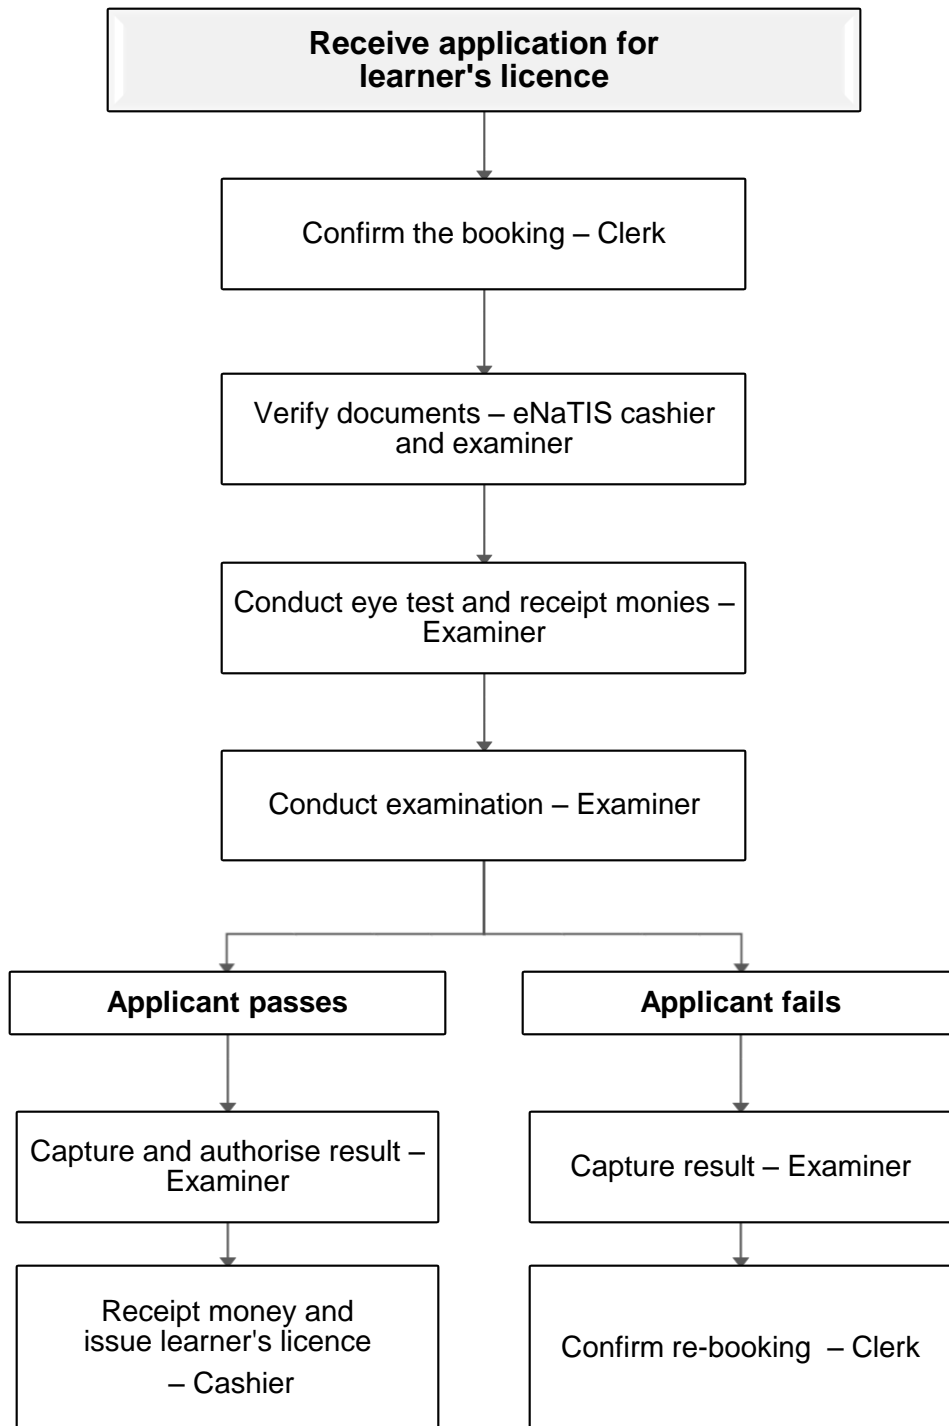 Receive application for
learner's licence
Confirm the booking – Clerk
Verify documents – eNaTIS cashier
and examiner
Conduct eye test and receipt monies –
Examiner
Conduct examination – Examiner
Applicant passes
Applicant fails
Capture and authorise result –
Examiner
Capture result – Examiner
Receipt money and
issue learner's licence
– Cashier
Confirm re-booking – Clerk